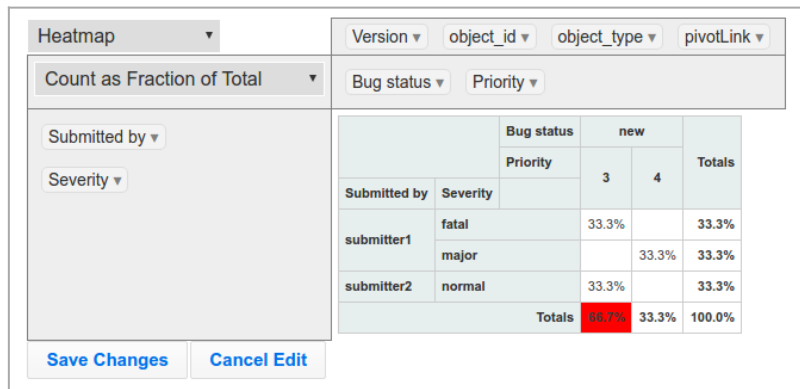 Heatmap ▾ Version ▾ object_id ▾ object_type ▾ pivotLink ▾
Count as Fraction of Total ▾ Bug status ▾ Priority ▾
Submitted by ▾
Severity ▾
Bug status new Totals
Priority 3 4
Submitted by Severity
submitter1 fatal 33.3% 33.3%
major 33.3% 33.3%
submitter2 normal 33.3% 33.3%
Totals 66.7% 33.3% 100.0%
Save Changes Cancel Edit